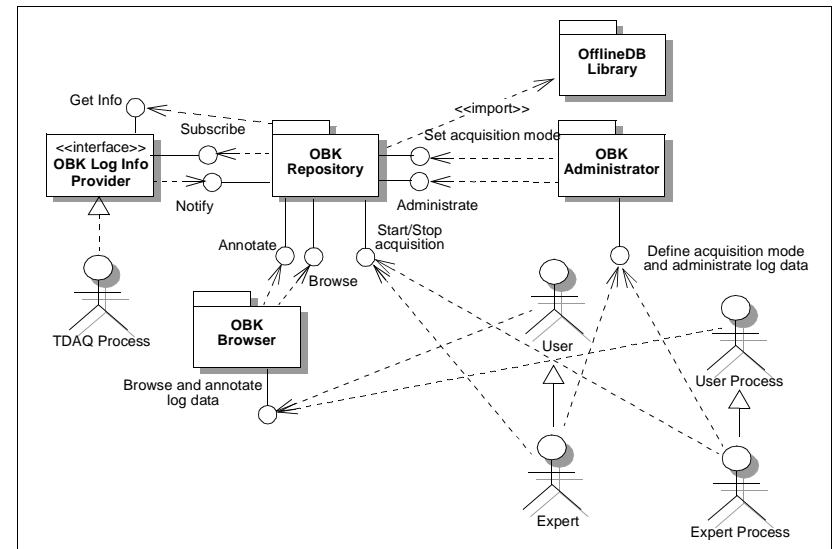 OfflineDB
Library
Get Info
<<import>>
Subscribe
Set acquisition mode
<<interface>>
OBK Log Info
Provider
OBK
Repository
OBK
Administrator
Notify
Administrate
Annotate
Start/Stop
acquisition
Browse
Define acquisition mode
and administrate log data
TDAQ Process
OBK
Browser
User
User Process
Browse and annotate
log data
Expert
Expert Process